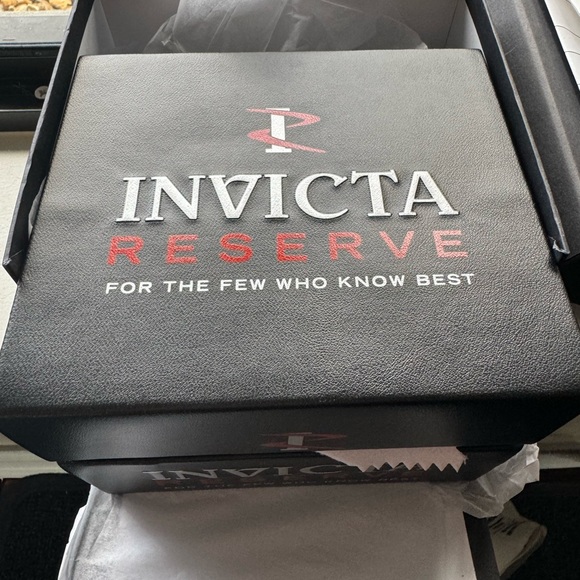 INVICTA
RESERVE
FOR THE FEW WHO KNOW BEST
INVICTA